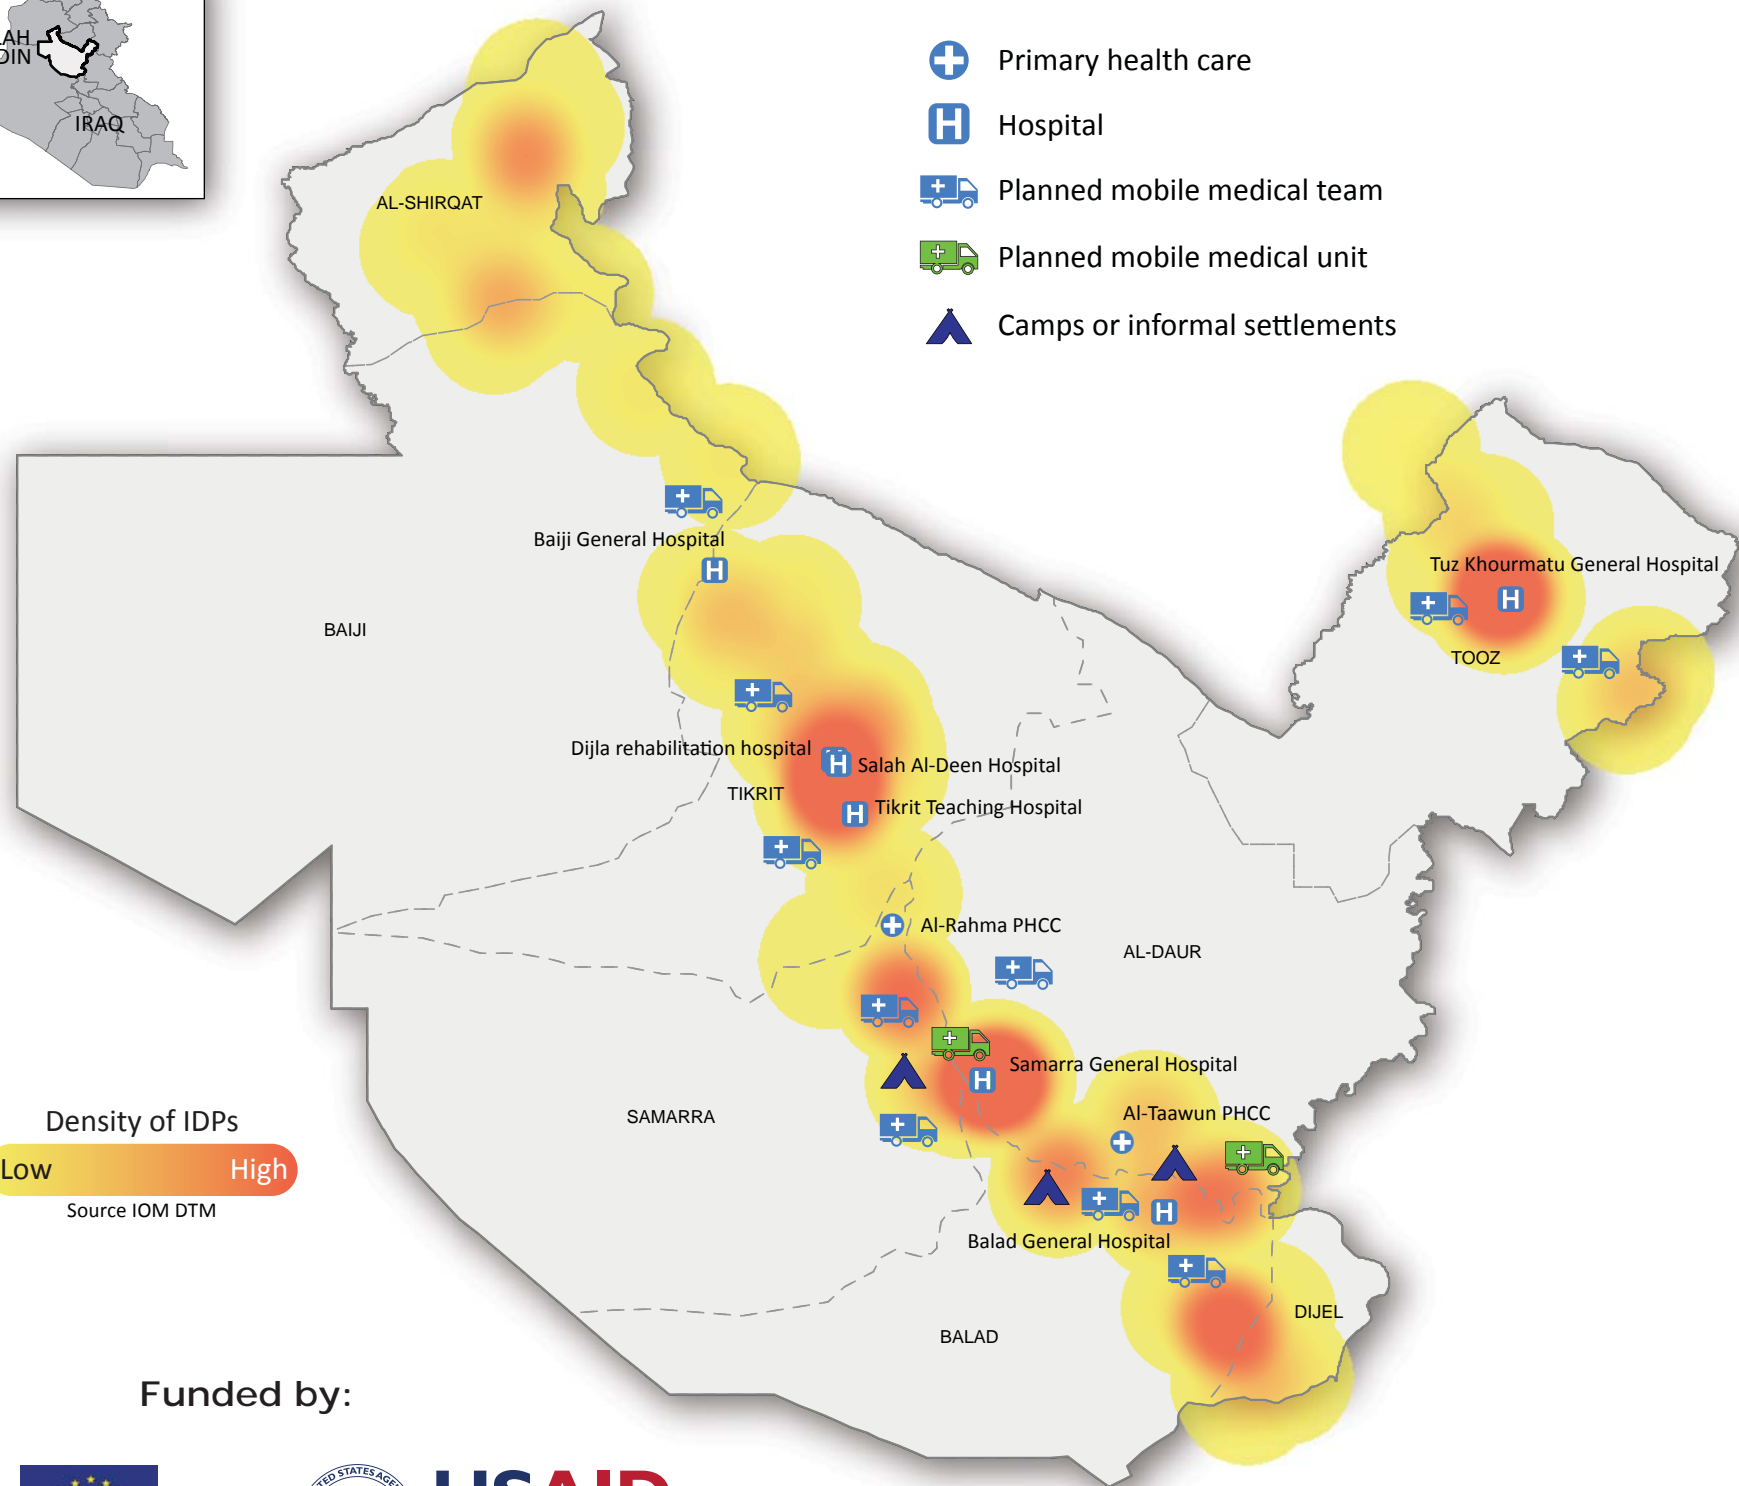 IRAQ
Primary health care
Hospital
Planned mobile medical team
Planned mobile medical unit
Camps or informal settlements
AL-SHIRQAT
Baiji General Hospital
BAIJI
Tuz Khourmatu General Hospital
TOOZ
Dijla rehabilitation hospital
Salah Al-Deen Hospital
TIKRIT
Tikrit Teaching Hospital
Al-Rahma PHCC
AL-DAUR
Samarra General Hospital
SAMARRA
Al-Taawun PHCC
Balad General Hospital
DIJEL
BALAD
Density of IDPs
Low High
Source IOM DTM
Funded by:
USAID